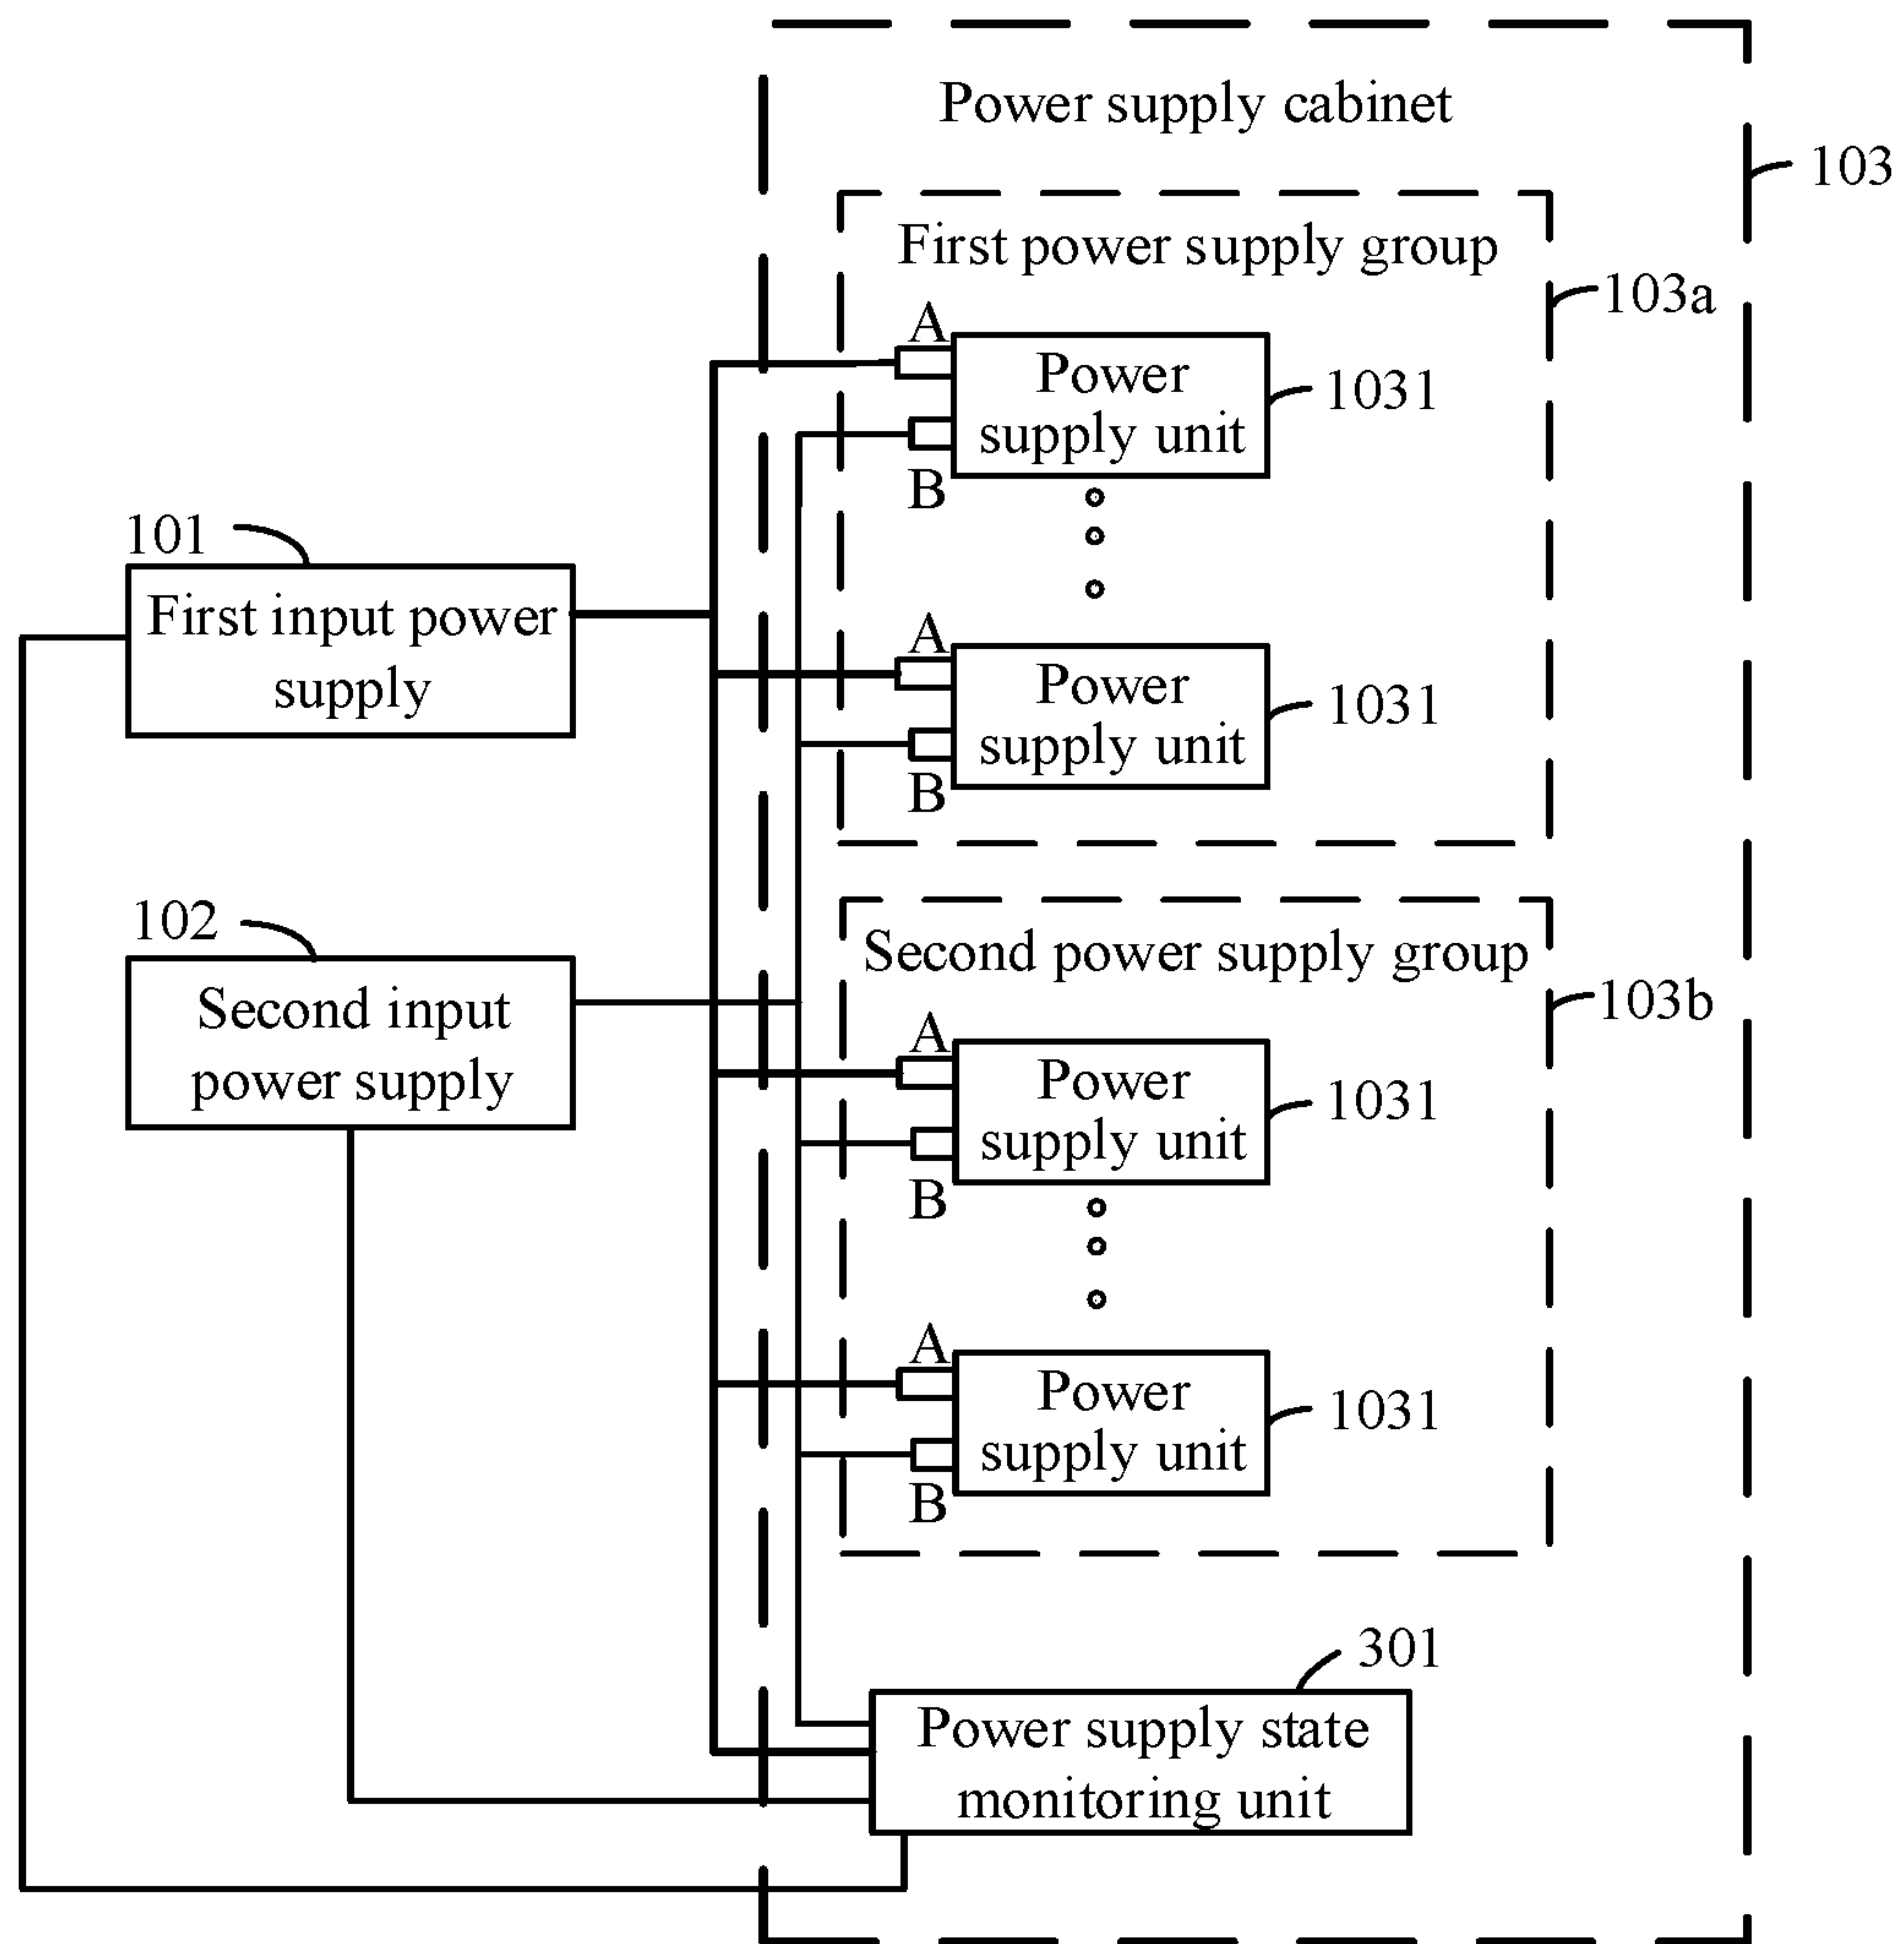 Power supply cabinet
103
First power supply group
103a
A
Power
supply unit
1031
B
101
First input power
supply
A
Power
supply unit
1031
B
102
Second input
power supply
Second power supply group
103b
A
Power
supply unit
1031
B
A
Power
supply unit
1031
B
301
Power supply state
monitoring unit